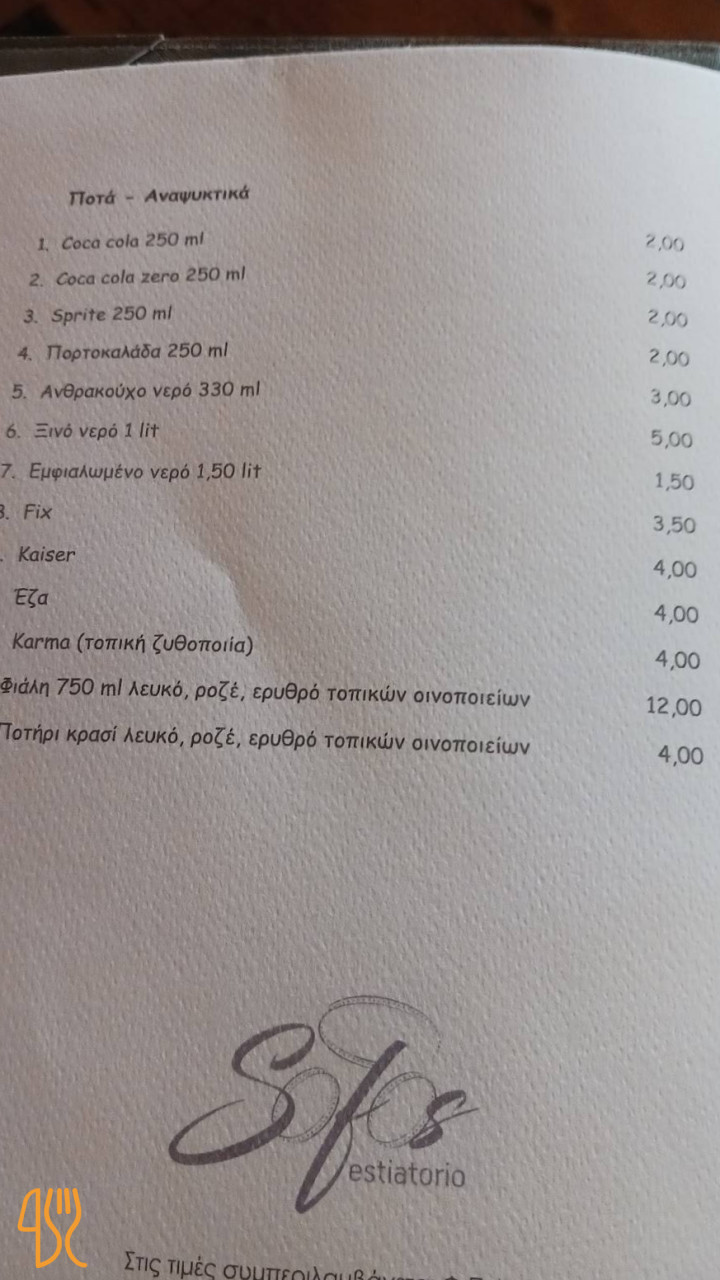 Ποτά - Αναψυκτικά
1. Coca cola 250 ml 2,00
2. Coca cola zero 250 ml 2,00
3. Sprite 250 ml 2,00
4. Πορτοκαλάδα 250 ml 2,00
5. Ανθρακούχο νερό 330 ml 3,00
6. Ξινό νερό 1 lit 5,00
7. Εμφιαλωμένο νερό 1,50 lit 1,50
8. Fix 3,50
. Kaiser 4,00
Έζα 4,00
Karma (τοπική ζυθοποιία) 4,00
Φιάλη 750 ml λευκό, ροζέ, ερυθρό τοπικών οινοποιείων 12,00
Ποτήρι κρασί λευκό, ροζέ, ερυθρό τοπικών οινοποιείων 4,00
Sofos
estiatorio
Στις τιμές